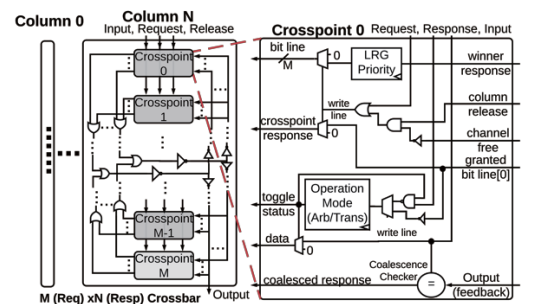 Column 0
Column N
Input, Request, Release
Crosspoint
0
Crosspoint
1
Crosspoint
M-1
Crosspoint
M
Output
M (Req) xN (Resp) Crossbar
Crosspoint 0
Request, Response, Input
bit line
M
0
LRG
Priority
winner
response
write
line
column
release
crosspoint
response
0
channel
free
granted
bit line[0]
toggle
status
Operation
Mode
(Arb/Trans)
write line
data
0
Coalescence
Checker
=
coalesced response
Output
(feedback)